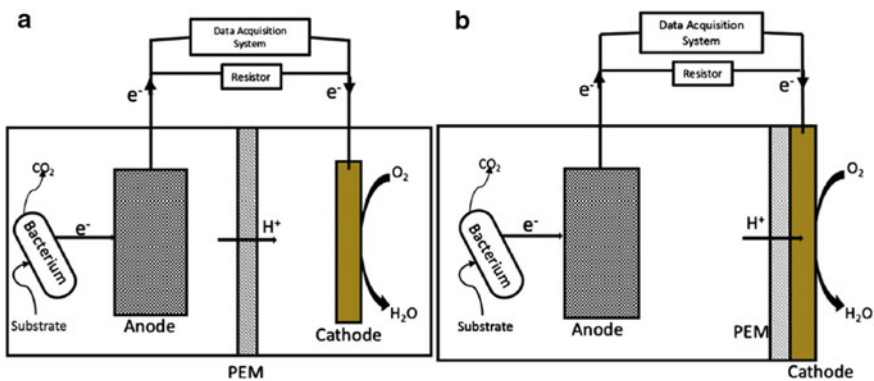 a
Data Acquisition
System
Resistor
e-
e-
CO2
Bacterium
e-
Substrate
Anode
H+
PEM
O2
H2O
Cathode
b
Data Acquisition
System
Resistor
e-
e-
CO2
Bacterium
e-
Substrate
Anode
H+
PEM
O2
H2O
Cathode